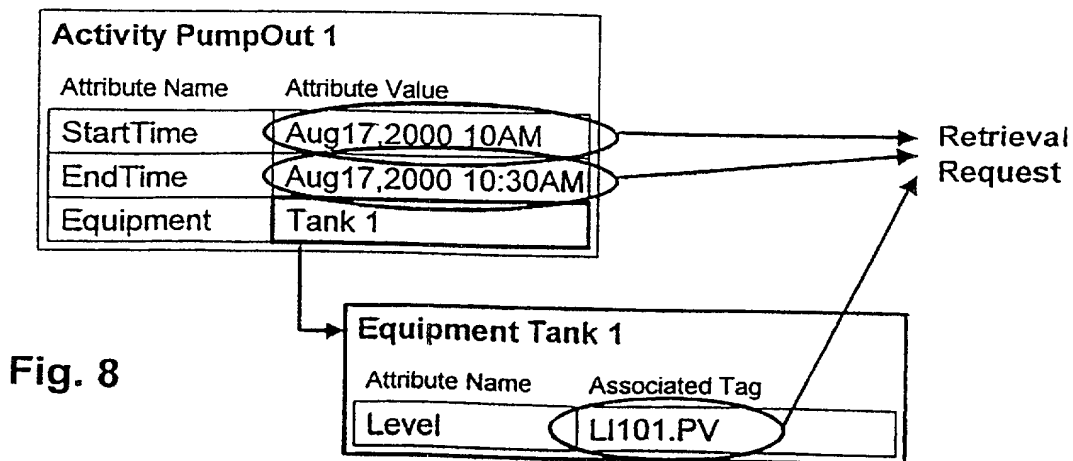 Activity PumpOut 1
Attribute Name Attribute Value
StartTime Aug17,2000 10AM
EndTime Aug17,2000 10:30AM
Equipment Tank 1
Retrieval
Request
Equipment Tank 1
Attribute Name Associated Tag
Level LI101.PV
Fig. 8